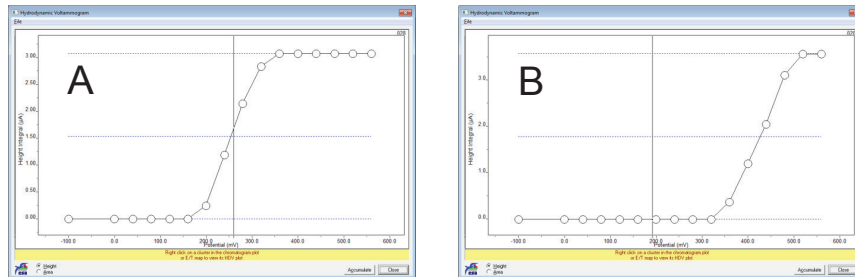 Hydrodynamic Voltammogram
File
A
Height Integral (µA)
3.00
2.50
2.00
1.50
1.00
0.50
0.00
-100.0 0.0 100.0 200.0 300.0 400.0 500.0 600.0
Potential (mV)
Right click on a cluster in the chromatogram plot
or E/T map to view its HDV plot
Height
Area
Accumulate Close
Hydrodynamic Voltammogram
File
B
Height Integral (µA)
3.0
2.0
1.0
0.0
-100.0 0.0 100.0 200.0 300.0 400.0 500.0 600.0
Potential (mV)
Right click on a cluster in the chromatogram plot
or E/T map to view its HDV plot
Height
Area
Accumulate Close